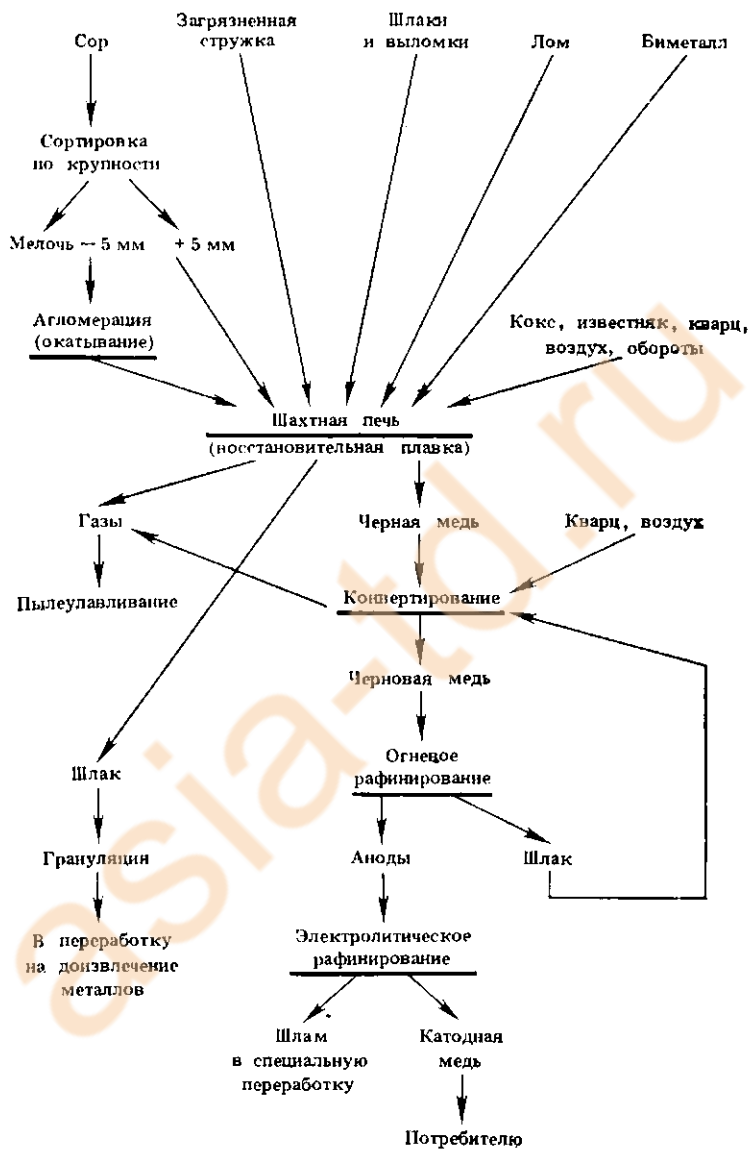 Сор
Загрязненная
стружка
Шлаки
и выломки
Лом
Биметалл
Сортировка
по крупности
Мелочь — 5 мм
+ 5 мм
Агломерация
(окатывание)
Кокс, известняк, кварц,
воздух, обороты
Шахтная печь
(восстановительная плавка)
Газы
Черная медь
Кварц, воздух
Пылеулавливание
Конвертирование
Черновая медь
Шлак
Огневое
рафинирование
Грануляция
Аноды
Шлак
В переработку
на доизвлечение
металлов
Электролитическое
рафинирование
Шлам
в специальную
переработку
Катодная
медь
Потребителю
asia-td.ru